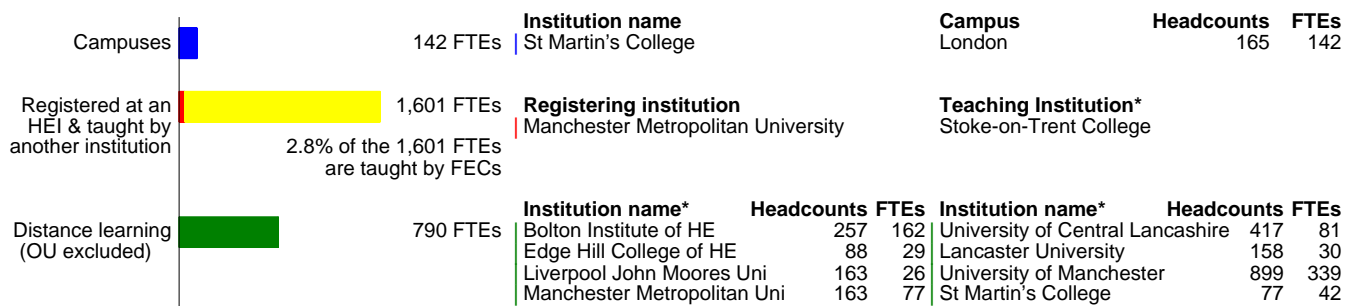 Institution name Campus Headcounts FTEs
Campuses 142 FTEs St Martin's College London 165 142
Registered at an
HEI & taught by
another institution
1,601 FTEs
2.8% of the 1,601 FTEs
are taught by FECs
Registering institution Teaching Institution*
Manchester Metropolitan University Stoke-on-Trent College
Distance learning
(OU excluded)
790 FTEs
Institution name* Headcounts FTEs Institution name* Headcounts FTEs
Bolton Institute of HE 257 162 University of Central Lancashire 417 81
Edge Hill College of HE 88 29 Lancaster University 158 30
Liverpool John Moores Uni 163 26 University of Manchester 899 339
Manchester Metropolitan Uni 163 77 St Martin's College 77 42